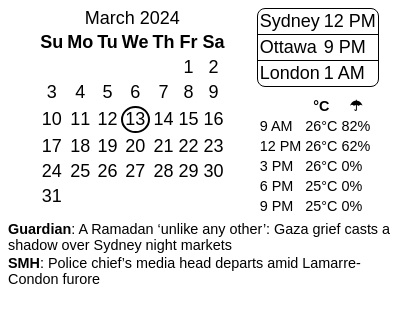 March 2024
Su Mo Tu We Th Fr Sa
1 2
3 4 5 6 7 8 9
10 11 12 13 14 15 16
17 18 19 20 21 22 23
24 25 26 27 28 29 30
31
Sydney 12 PM
Ottawa 9 PM
London 1 AM
°C ☂
9 AM 26°C 82%
12 PM 26°C 62%
3 PM 26°C 0%
6 PM 25°C 0%
9 PM 25°C 0%
Guardian: A Ramadan ‘unlike any other’: Gaza grief casts a
shadow over Sydney night markets
SMH: Police chief’s media head departs amid Lamarre-
Condon furore